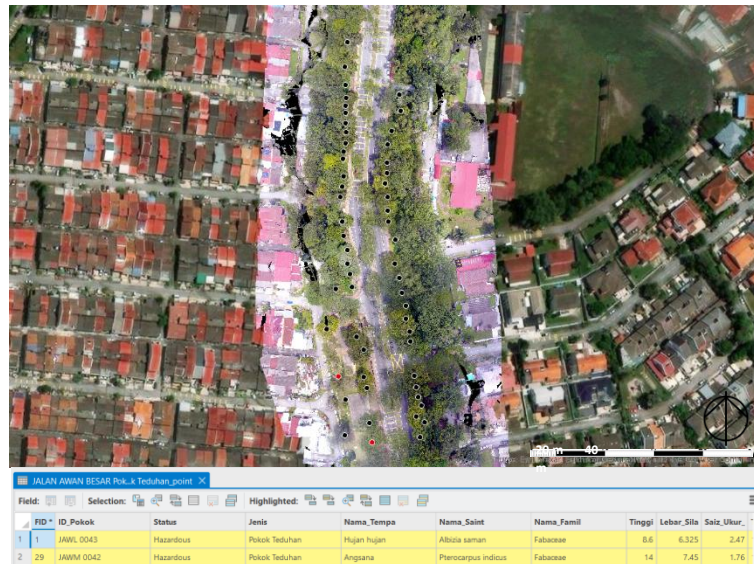 40
m
JALAN AWAN BESAR Pok...k Teduhan_point
Field: Selection: Highlighted:
FID * ID_Pokok Status Jenis Nama_Tempa Nama_Saint Nama_Famil Tinggi Lebar_Sila Saiz_Ukur_
1 1 JAWL 0043 Hazardous Pokok Teduhan Hujan hujan Albizia saman Fabaceae 8.6 6.325 2.47
2 29 JAWM 0042 Hazardous Pokok Teduhan Angsana Pterocarpus indicus Fabaceae 14 7.45 1.76